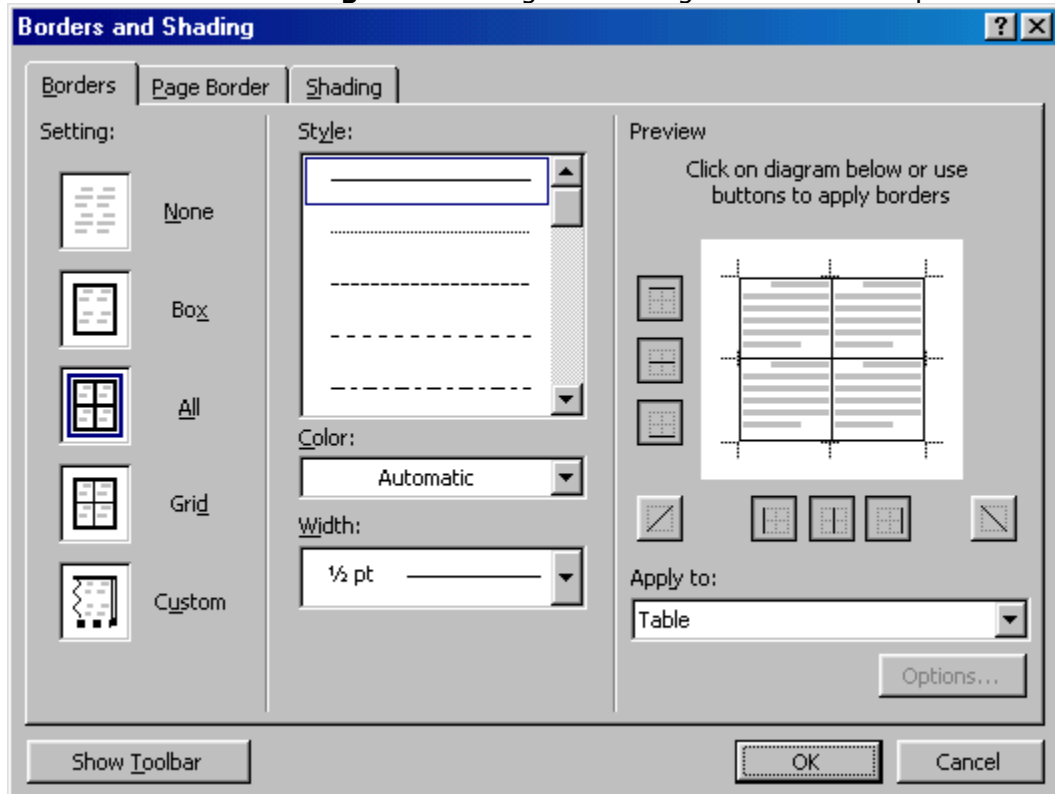 Borders and Shading
Borders
Page Border
Shading
Setting:
None
Box
All
Grid
Custom
Style:
Color:
Automatic
Width:
½ pt
Preview
Click on diagram below or use
buttons to apply borders
Apply to:
Table
Options...
Show Toolbar
OK
Cancel